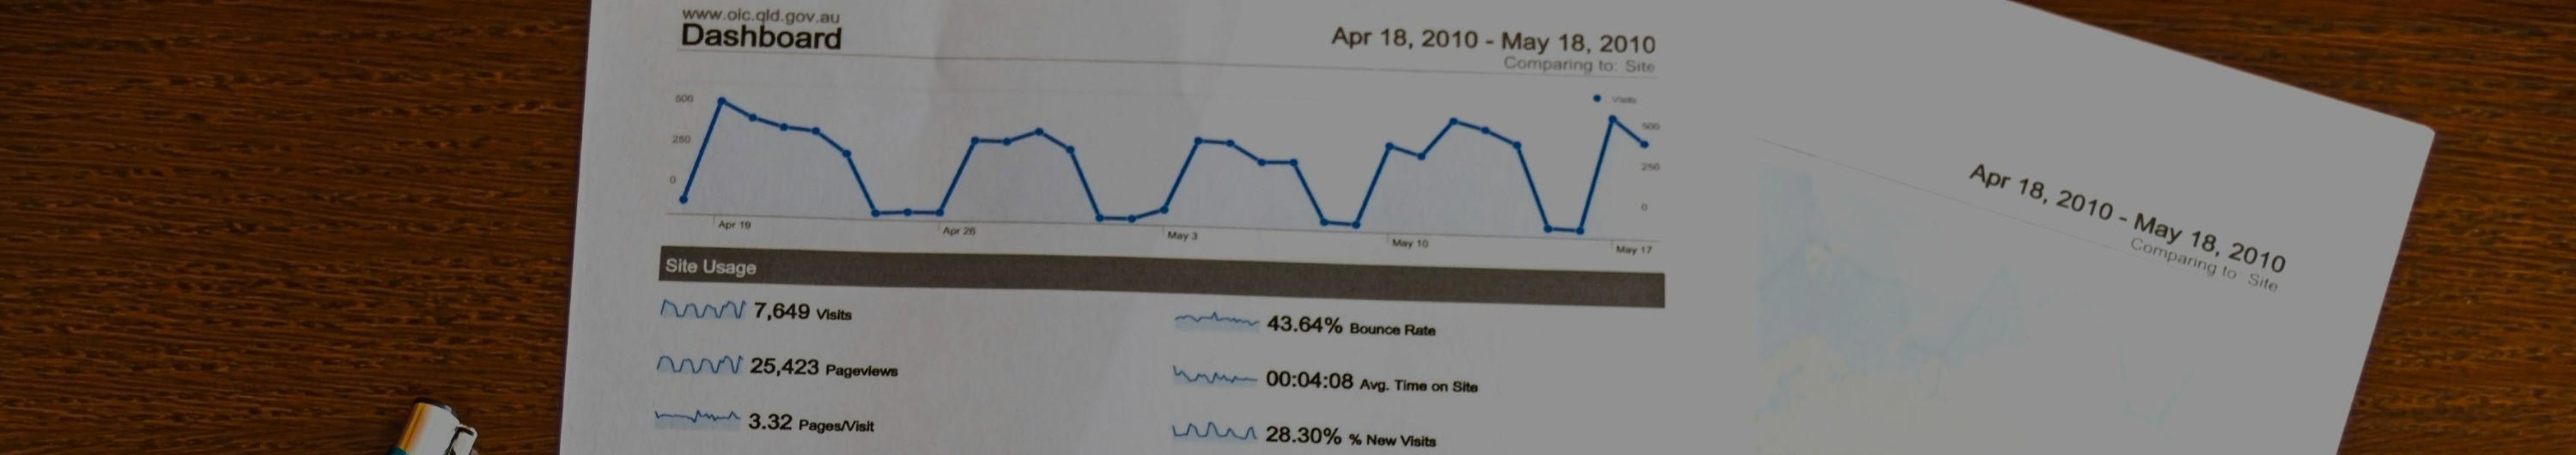 www.oic.qld.gov.au
Dashboard
Apr 18, 2010 - May 18, 2010
Comparing to: Site
Visits
500
250
0
500
250
0
Apr 19
Apr 26
May 3
May 10
May 17
Site Usage
7,649 Visits
43.64% Bounce Rate
25,423 Pageviews
00:04:08 Avg. Time on Site
3.32 Pages/Visit
28.30% % New Visits
Apr 18, 2010 - May 18, 2010
Comparing to: Site